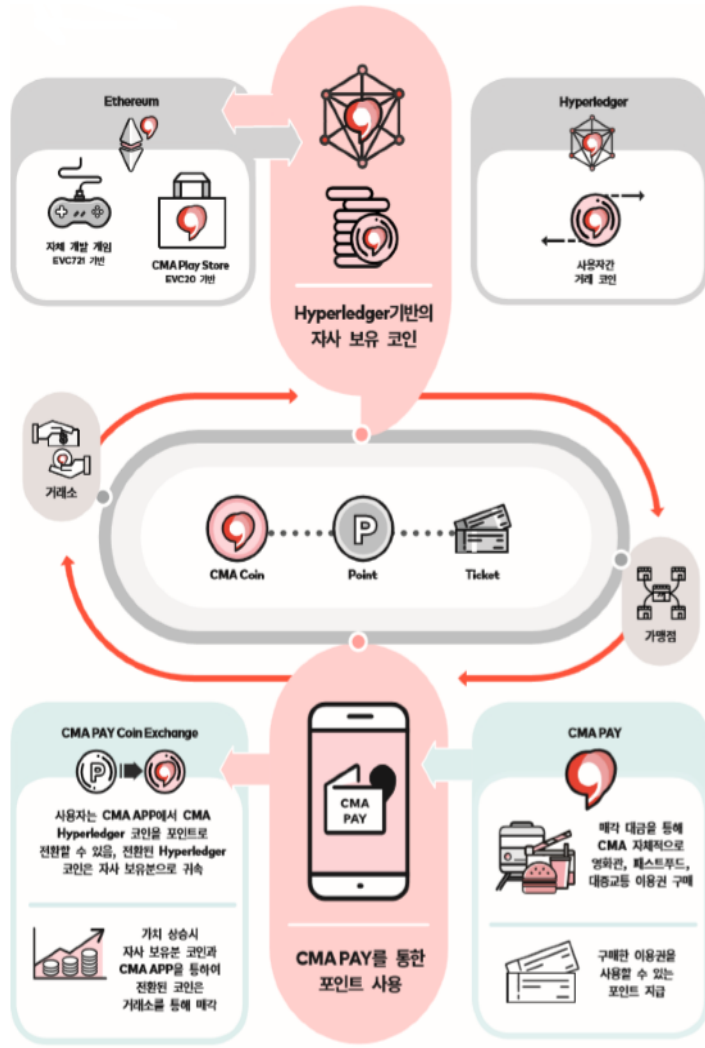 Ethereum
자체 개발 게임
EVC721 기반
CMA Play Store
EVC20 기반
Hyperledger기반의
자사 보유 코인
Hyperledger
사용자간
거래 코인
거래소
CMA Coin
P
Point
Ticket
가맹점
CMA PAY Coin Exchange
P
사용자는 CMA APP에서 CMA
Hyperledger 코인을 포인트로
전환할 수 있음, 전환된 Hyperledger
코인은 자사 보유분으로 귀속
가치 상승시
자사 보유분 코인과
CMA APP을 통하여
전환된 코인은
거래소를 통해 매각
CMA
PAY
CMA PAY를 통한
포인트 사용
CMA PAY
매각 대금을 통해
CMA 자체적으로
영화관, 패스트푸드,
대중교통 이용권 구매
구매한 이용권을
사용할 수 있는
포인트 지급